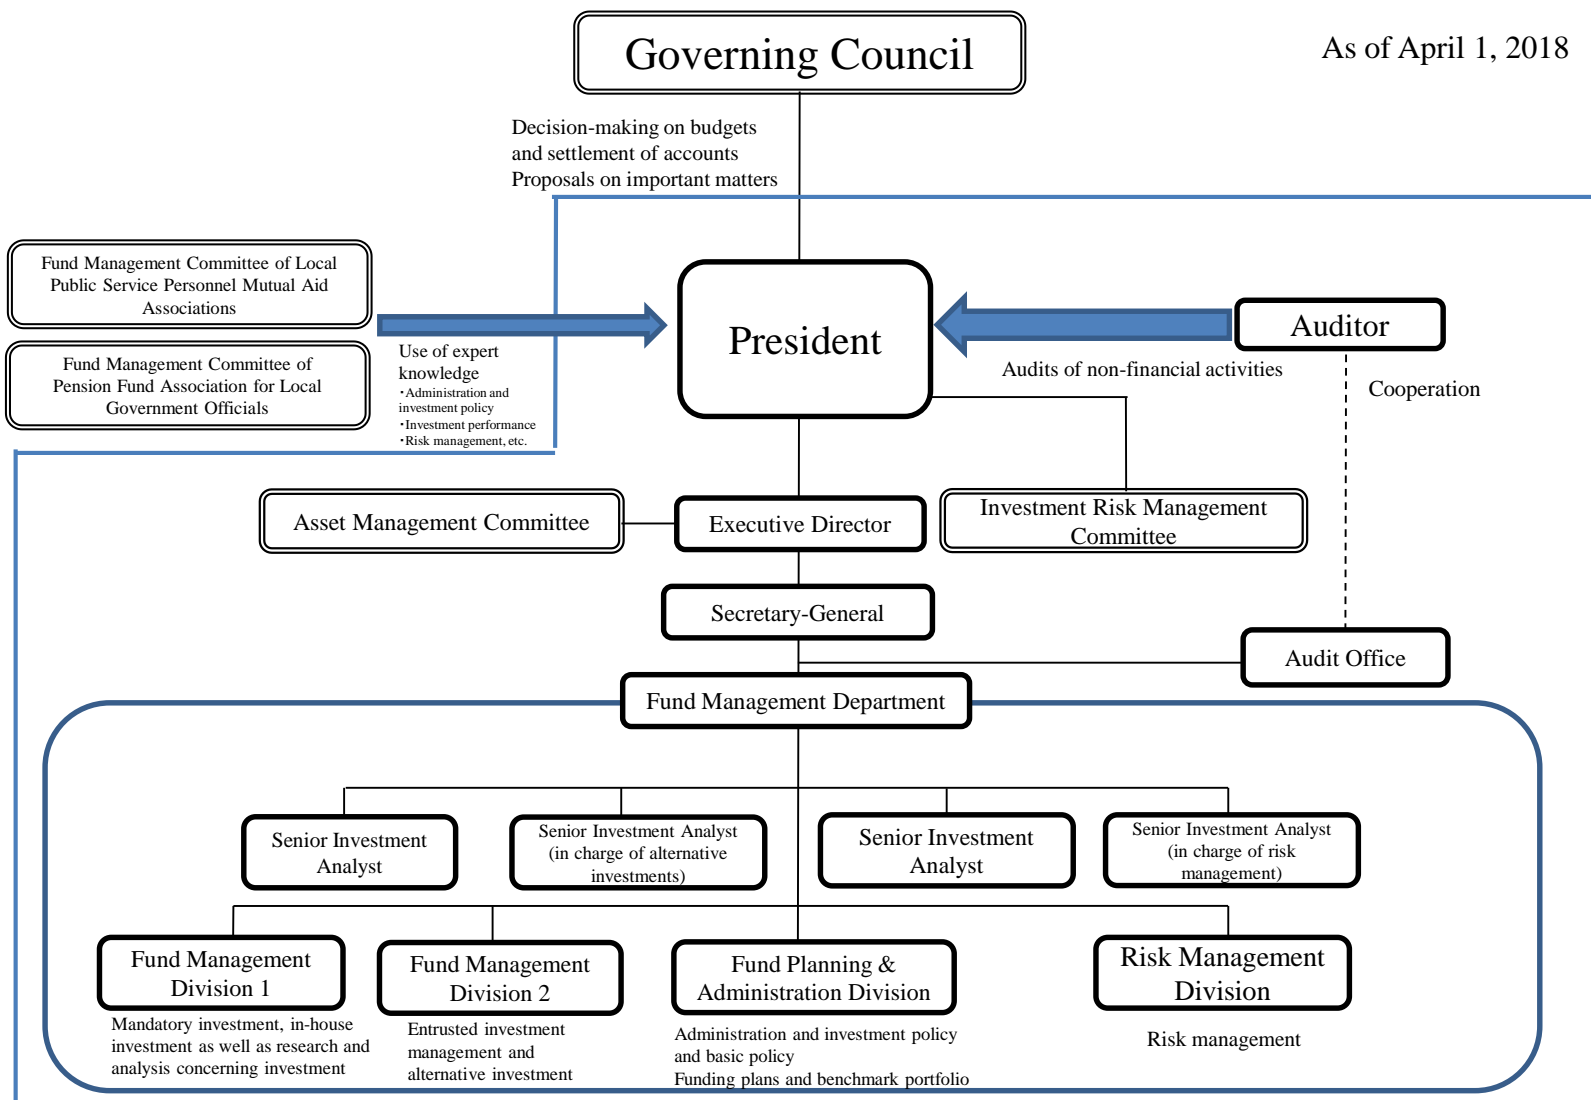 Governing Council
As of April 1, 2018
Decision-making on budgets
and settlement of accounts
Proposals on important matters
Fund Management Committee of Local
Public Service Personnel Mutual Aid
Associations
Fund Management Committee of
Pension Fund Association for Local
Government Officials
Use of expert
knowledge
・Administration and
investment policy
・Investment performance
・Risk management, etc.
President
Auditor
Audits of non-financial activities
Cooperation
Asset Management Committee
Executive Director
Investment Risk Management
Committee
Secretary-General
Audit Office
Fund Management Department
Senior Investment
Analyst
Senior Investment Analyst
(in charge of alternative
investments)
Senior Investment
Analyst
Senior Investment Analyst
(in charge of risk
management)
Fund Management
Division 1
Mandatory investment, in-house
investment as well as research and
analysis concerning investment
Fund Management
Division 2
Entrusted investment
management and
alternative investment
Fund Planning &
Administration Division
Administration and investment policy
and basic policy
Funding plans and benchmark portfolio
Risk Management
Division
Risk management